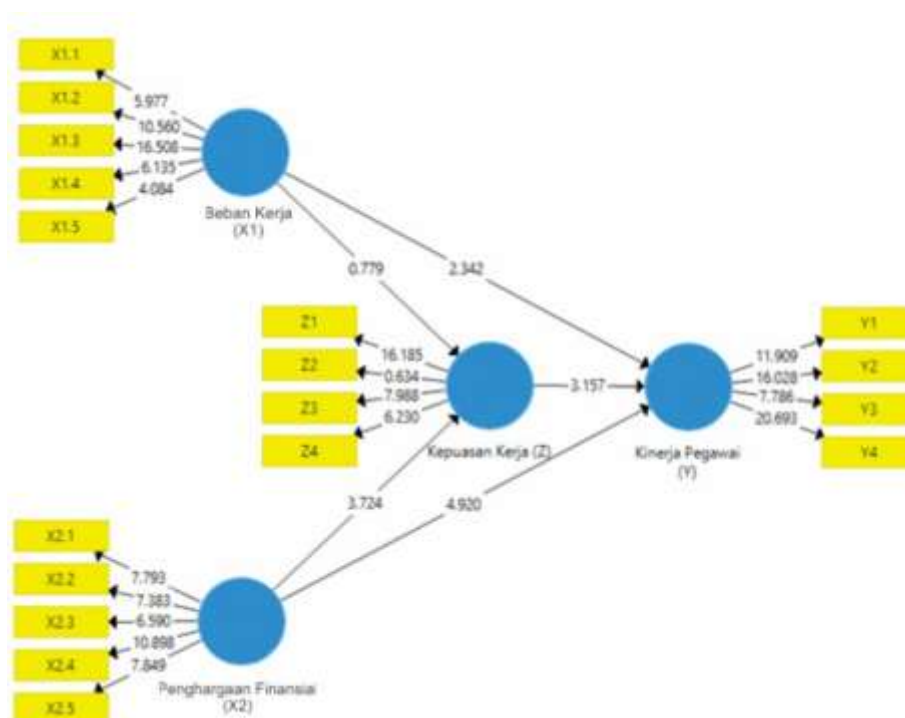 X1.1
X1.2
X1.3
X1.4
X1.5
5.977
10.560
16.508
6.135
4.084
Beban Kerja
(X1)
0.779
2.342
Z1
Z2
Z3
Z4
16.185
0.634
7.988
6.230
Kepuasan Kerja (Z)
3.157
Kinerja Pegawai
(Y)
11.909
16.028
7.786
20.693
Y1
Y2
Y3
Y4
3.724
4.920
X2.1
X2.2
X2.3
X2.4
X2.5
7.793
7.383
6.590
10.898
7.849
Penghargaan Finansial
(X2)